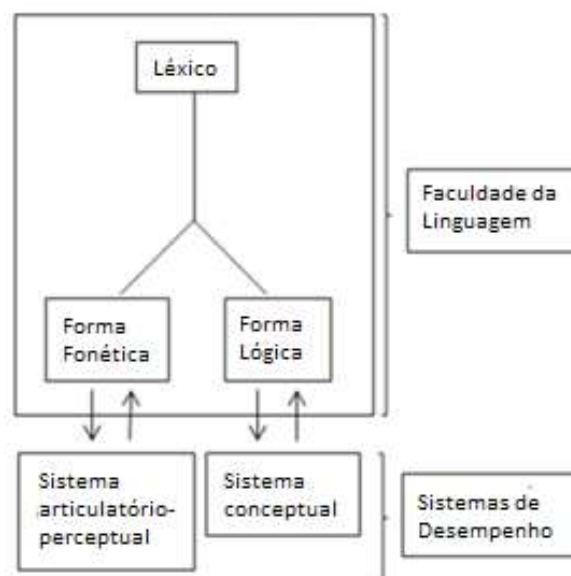 Léxico
Faculdade da
Linguagem
Forma
Fonética
Forma
Lógica
Sistema
articulatório-
perceptual
Sistema
conceptual
Sistemas de
Desempenho